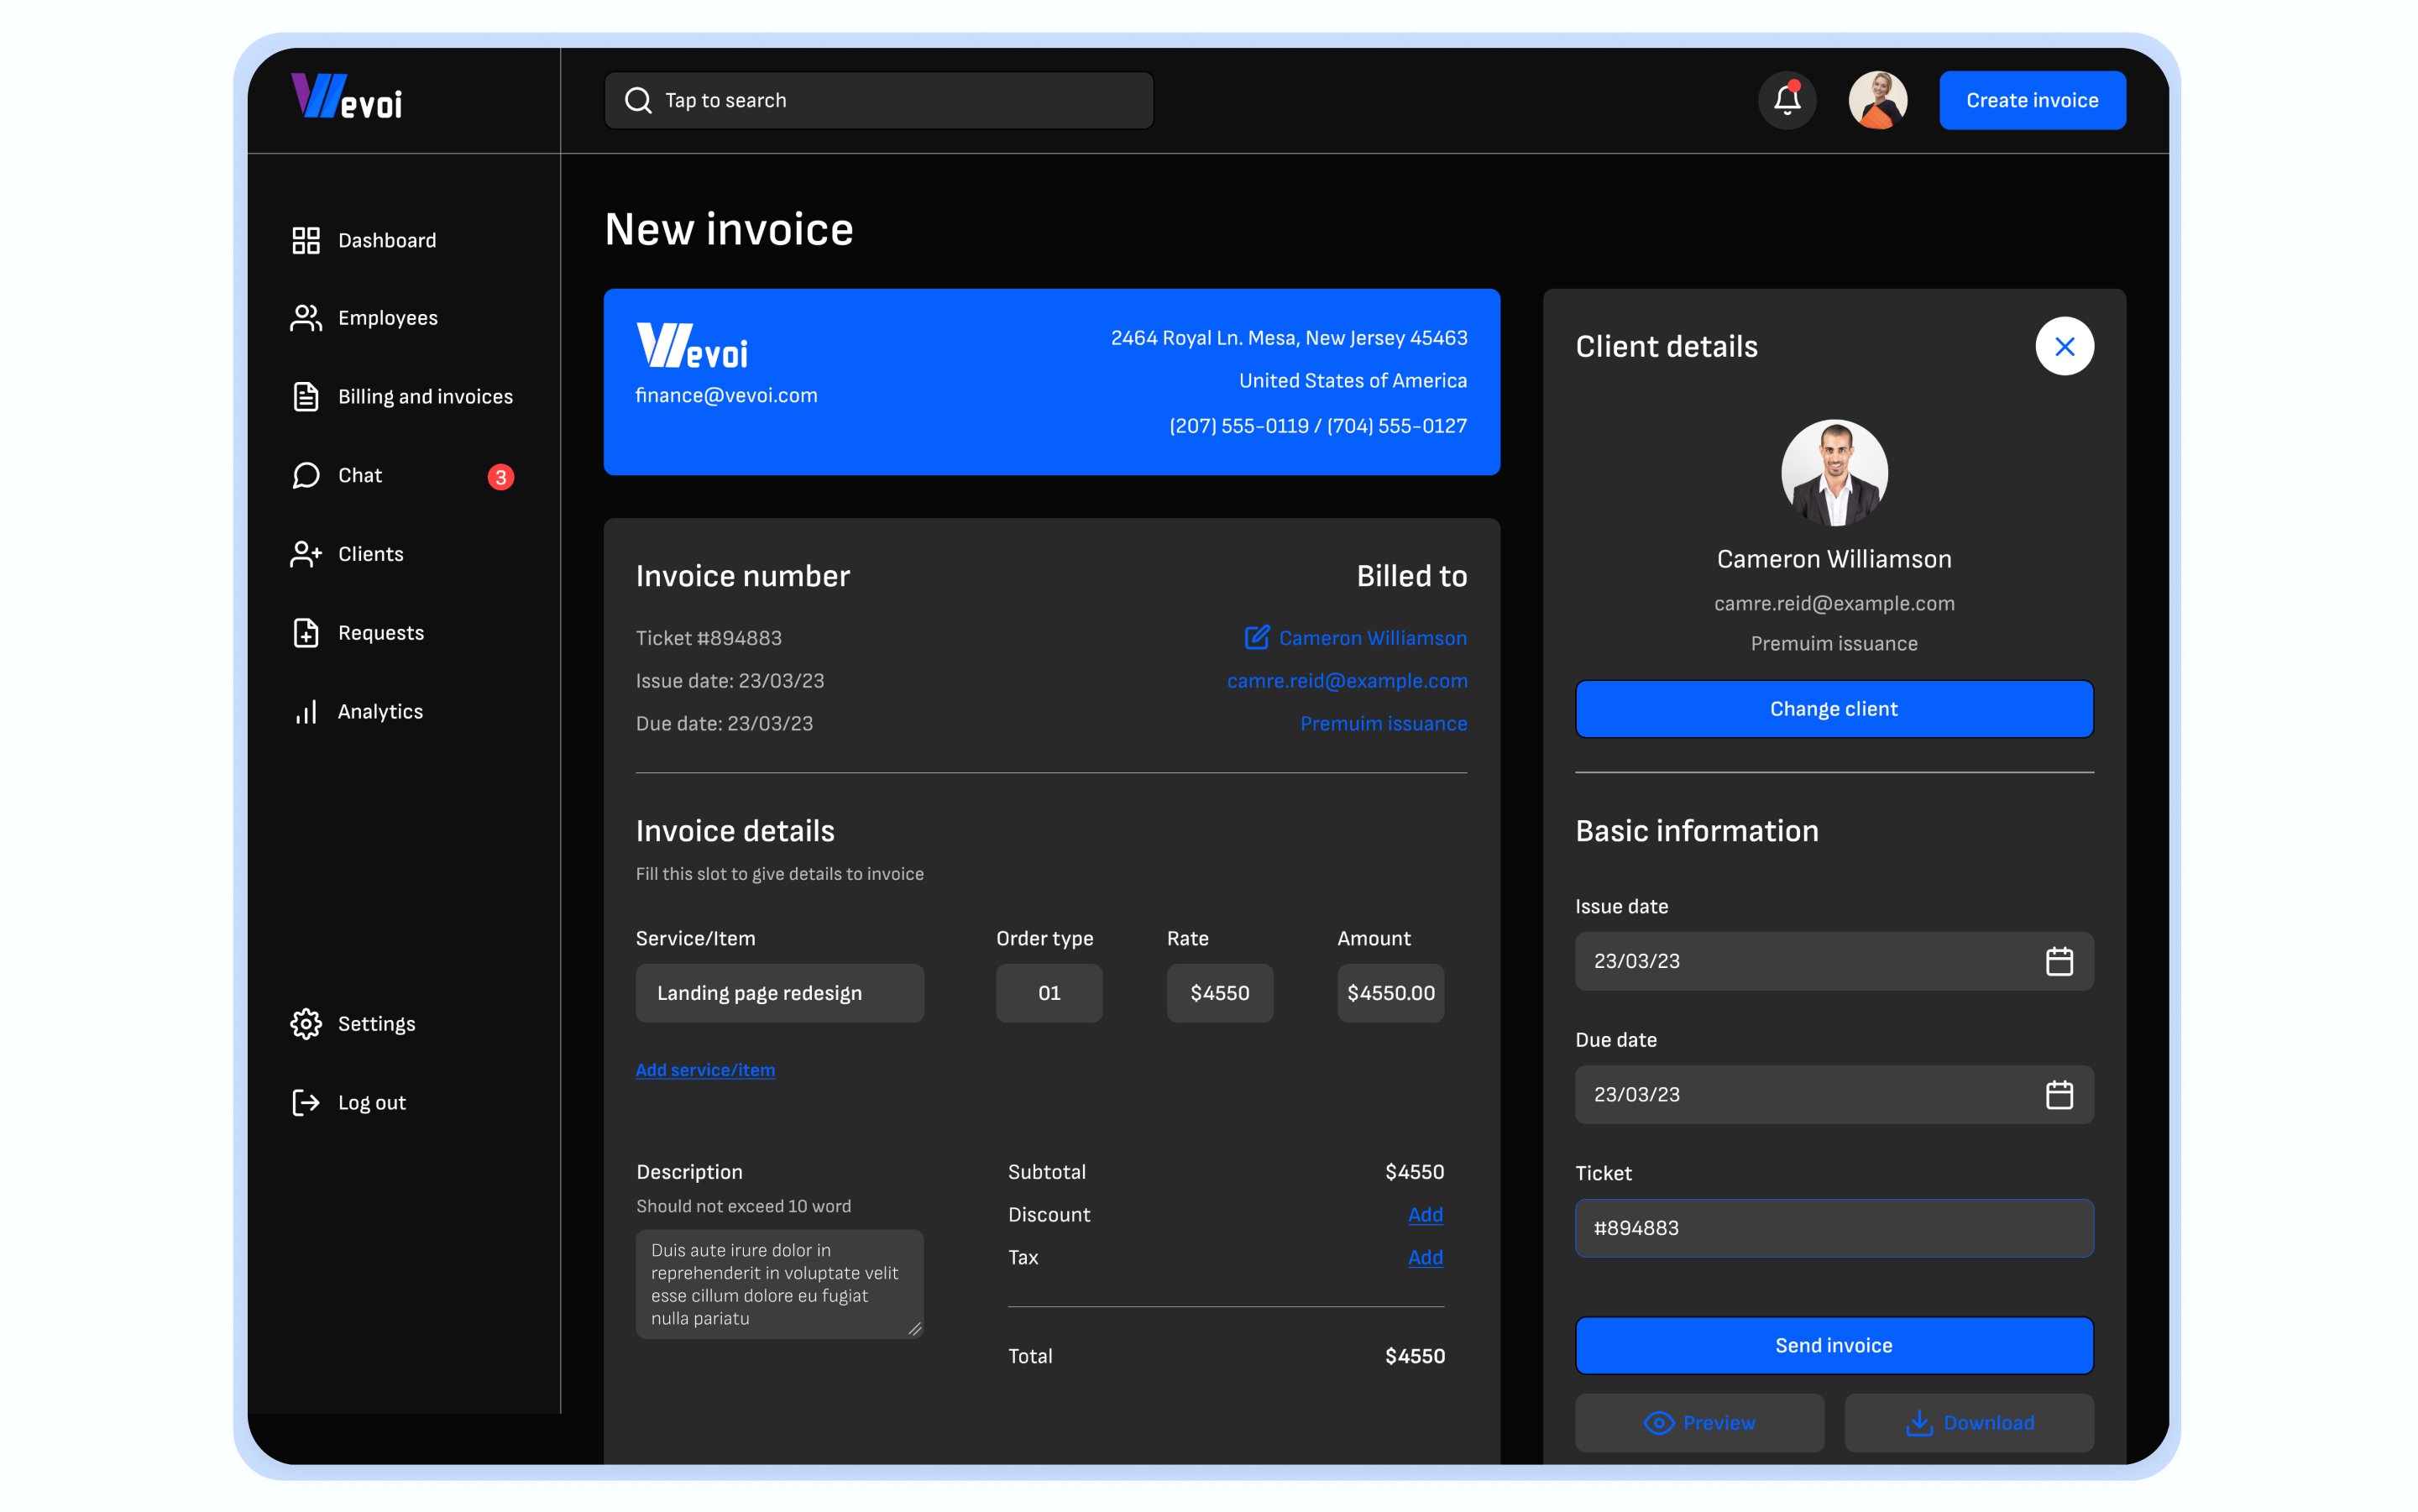 Vevoi
Tap to search
Create invoice
Dashboard
Employees
Billing and invoices
Chat
3
Clients
Requests
Analytics
Settings
Log out
New invoice
Vevoi
finance@vevoi.com
2464 Royal Ln. Mesa, New Jersey 45463
United States of America
(207) 555-0119 / (704) 555-0127
Invoice number
Ticket #894883
Issue date: 23/03/23
Due date: 23/03/23
Billed to
Cameron Williamson
camre.reid@example.com
Premuim issuance
Invoice details
Fill this slot to give details to invoice
Service/Item Order type Rate Amount
Landing page redesign 01 $4550 $4550.00
Add service/item
Description
Should not exceed 10 word
Duis aute irure dolor in
reprehenderit in voluptate velit
esse cillum dolore eu fugiat
nulla pariatu
Subtotal $4550
Discount Add
Tax Add
Total $4550
Client details
Cameron Williamson
camre.reid@example.com
Premuim issuance
Change client
Basic information
Issue date
23/03/23
Due date
23/03/23
Ticket
#894883
Send invoice
Preview
Download